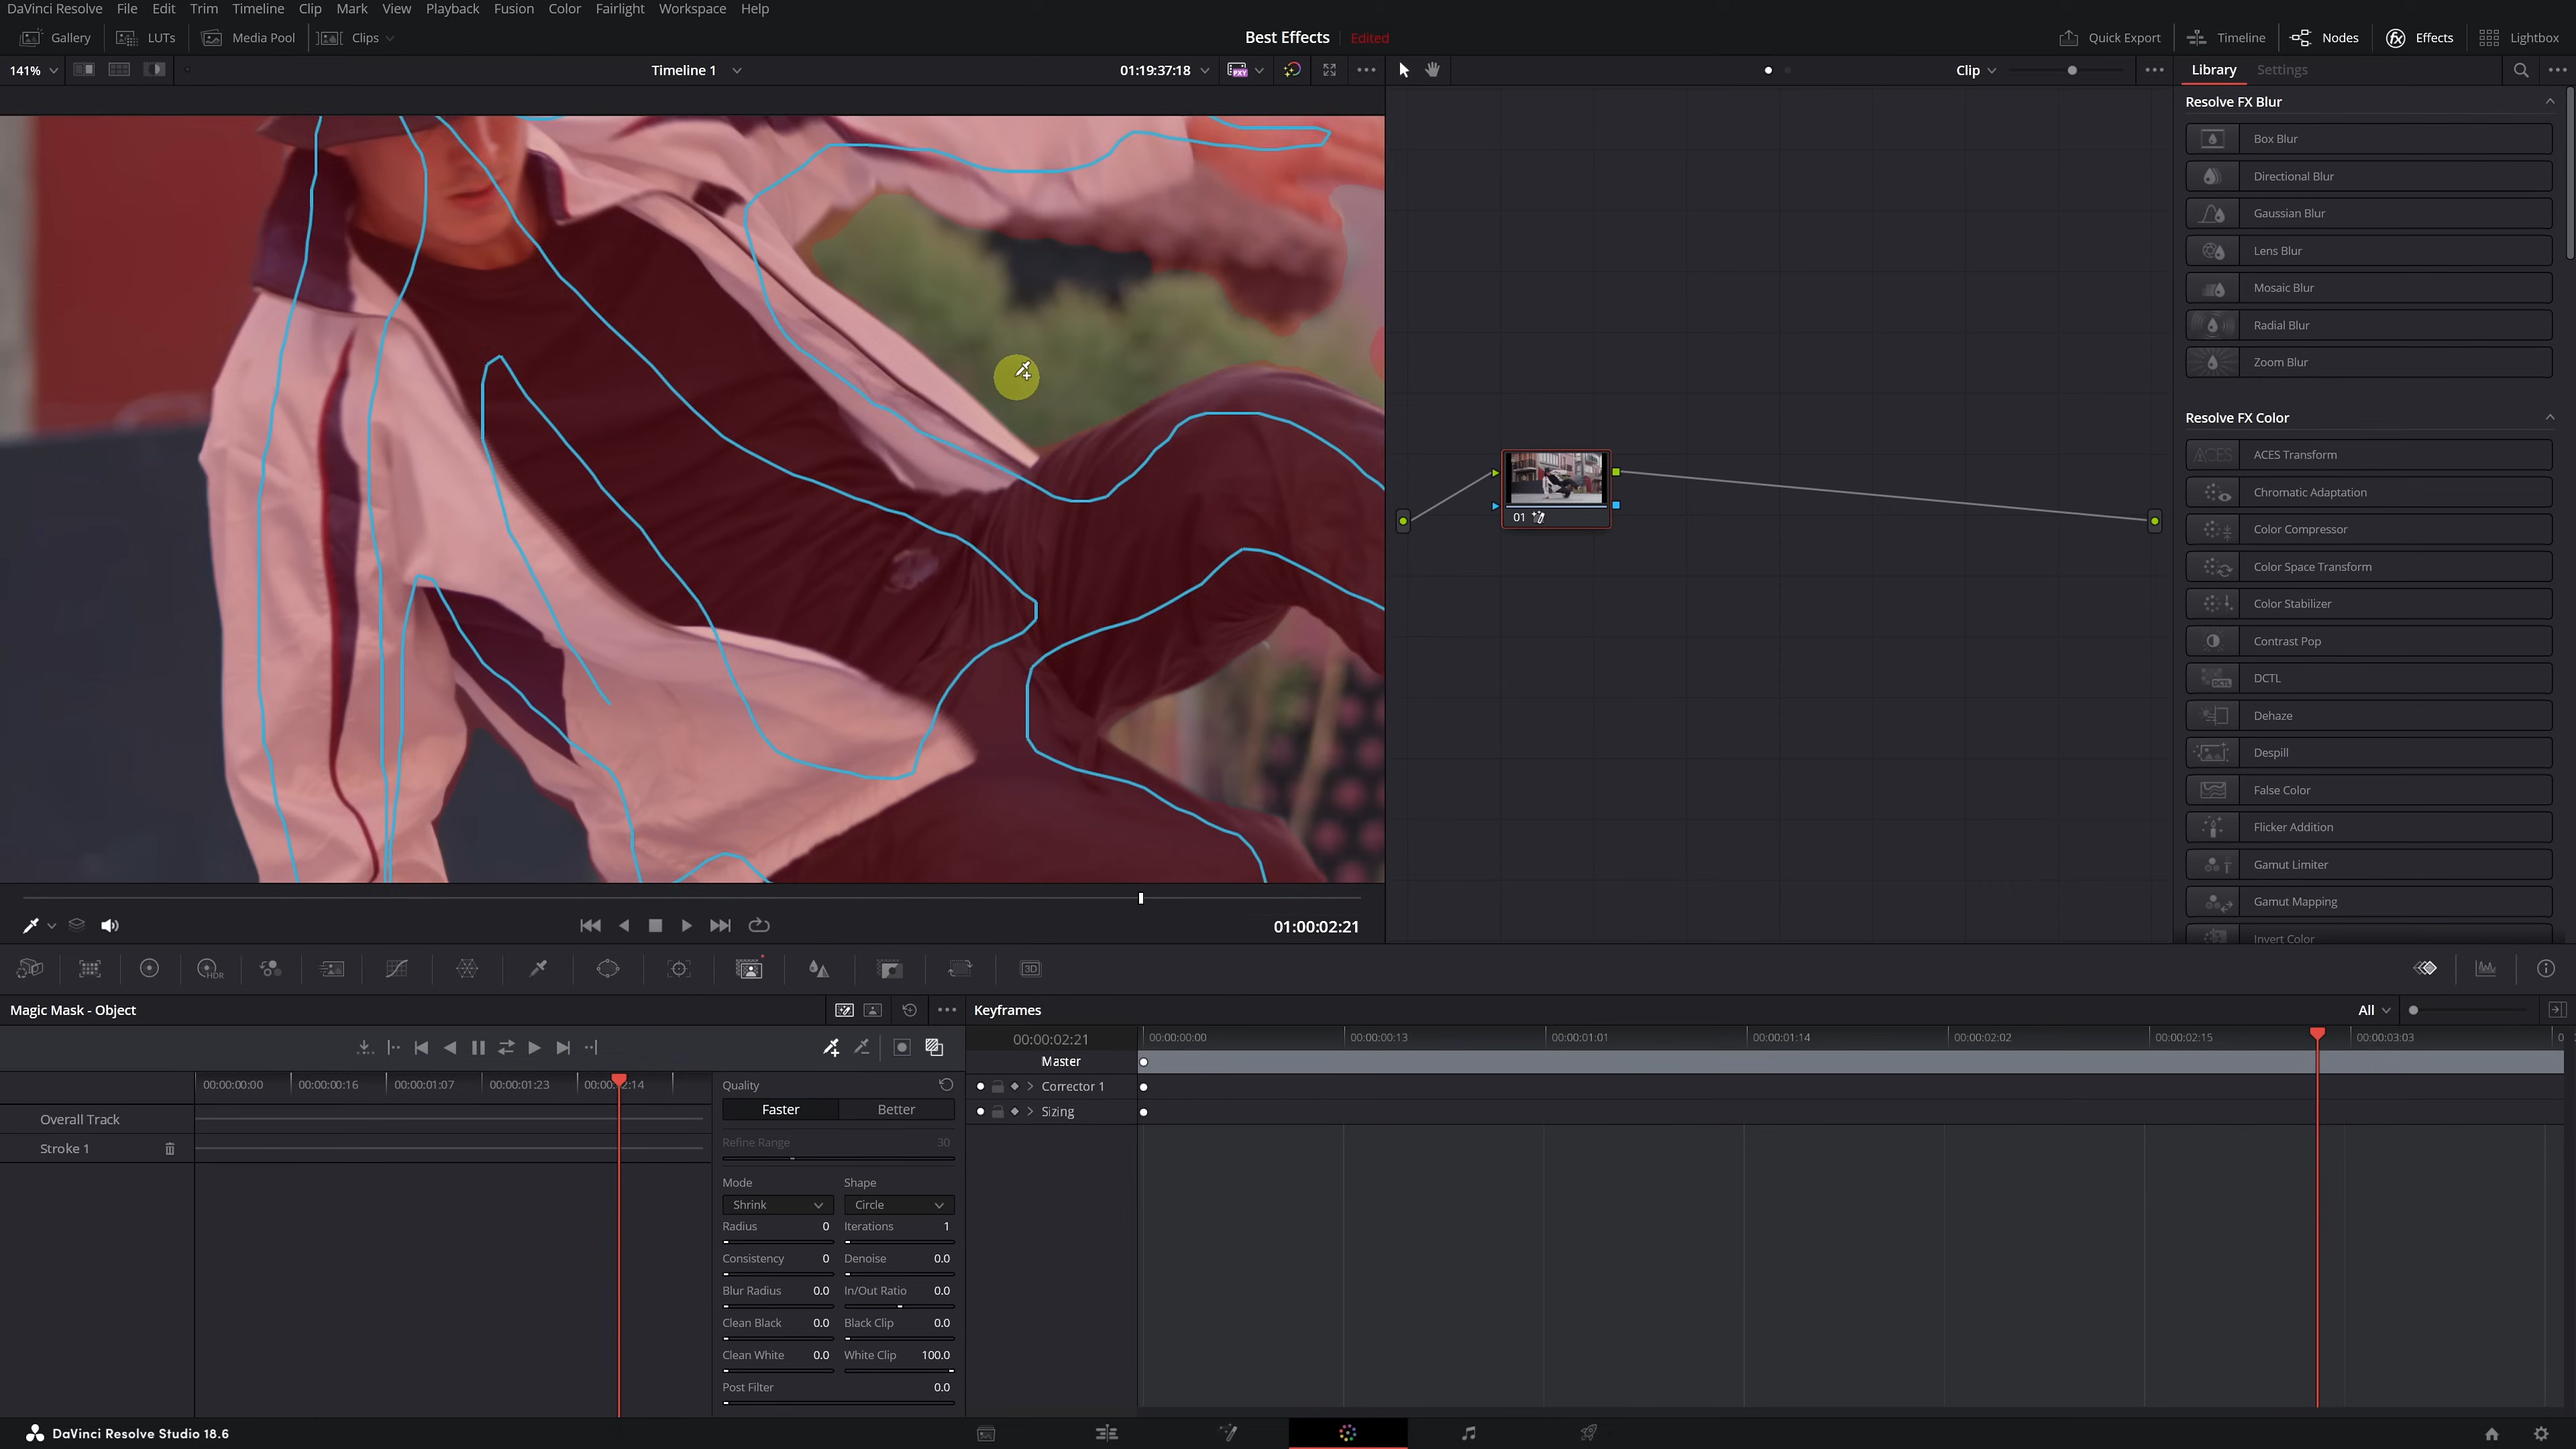 DaVinci Resolve File Edit Trim Timeline Clip Mark View Playback Fusion Color Fairlight Workspace Help
Gallery LUTs Media Pool Clips Best Effects Edited Quick Export Timeline Nodes Effects Lightbox
141% Timeline 1 01:19:37:18 PXY Clip Library Settings
Resolve FX Blur
Box Blur
Directional Blur
Gaussian Blur
Lens Blur
Mosaic Blur
Radial Blur
Zoom Blur
Resolve FX Color
ACES ACES Transform
Chromatic Adaptation
Color Compressor
Color Space Transform
Color Stabilizer
Contrast Pop
DCTL DCTL
Dehaze
Despill
False Color
Flicker Addition
Gamut Limiter
Gamut Mapping
Invert Color
01
01:00:02:21
HDR 3D
Magic Mask - Object
Quality
Faster Better
Refine Range 30
Mode Shape
Shrink Circle
Radius 0 Iterations 1
Consistency 0 Denoise 0.0
Blur Radius 0.0 In/Out Ratio 0.0
Clean Black 0.0 Black Clip 0.0
Clean White 0.0 White Clip 100.0
Post Filter 0.0
00:00:00:00 00:00:00:16 00:00:01:07 00:00:01:23 00:00:02:14
Overall Track
Stroke 1
Keyframes All
00:00:02:21 00:00:00:00 00:00:00:13 00:00:01:01 00:00:01:14 00:00:02:02 00:00:02:15 00:00:03:03 0
Master
Corrector 1
Sizing
DaVinci Resolve Studio 18.6